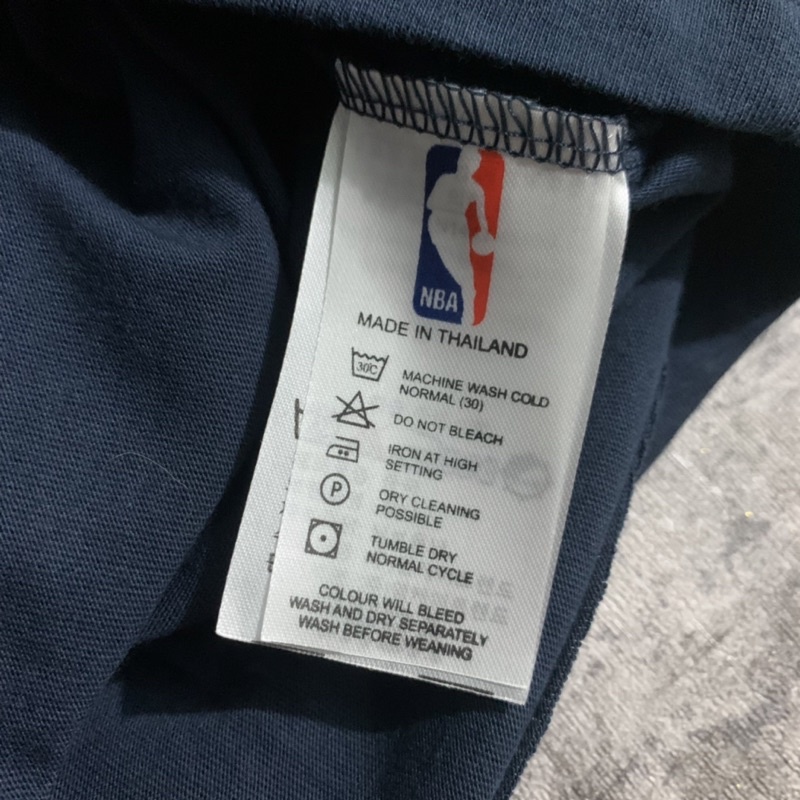 NBA
MADE IN THAILAND
30C
MACHINE WASH COLD
NORMAL (30)
DO NOT BLEACH
IRON AT HIGH
SETTING
P
ORY CLEANING
POSSIBLE
TUMBLE DRY
NORMAL CYCLE
COLOUR WILL BLEED
WASH AND DRY SEPARATELY
WASH BEFORE WEANING